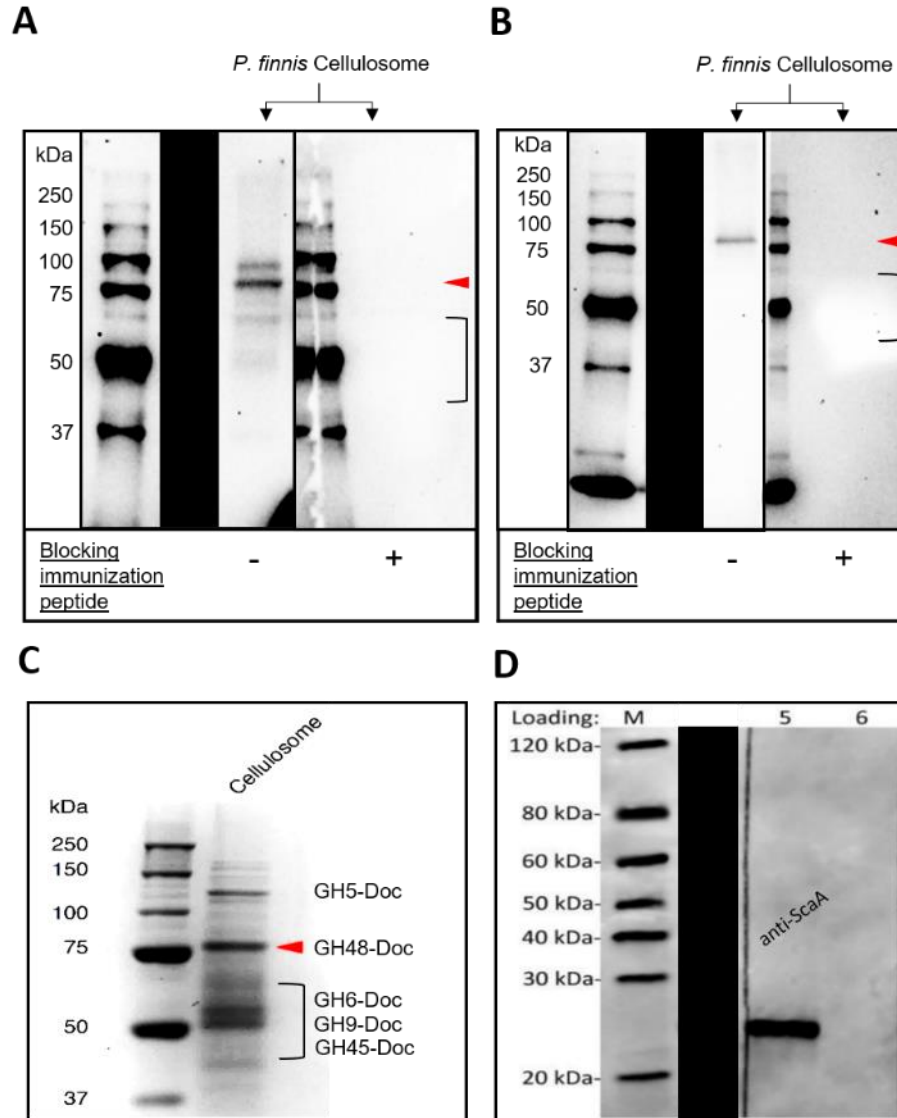 A
P. finnis Cellulosome
kDa
250
150
100
75
50
37
Blocking
immunization
peptide
-
+
B
P. finnis Cellulosome
kDa
250
150
100
75
50
37
Blocking
immunization
peptide
-
+
C
Cellulosome
kDa
250
150
100
75
50
37
GH5-Doc
GH48-Doc
GH6-Doc
GH9-Doc
GH45-Doc
D
Loading: M 5 6
120 kDa-
80 kDa-
60 kDa-
50 kDa-
40 kDa-
30 kDa-
20 kDa-
anti-ScaA